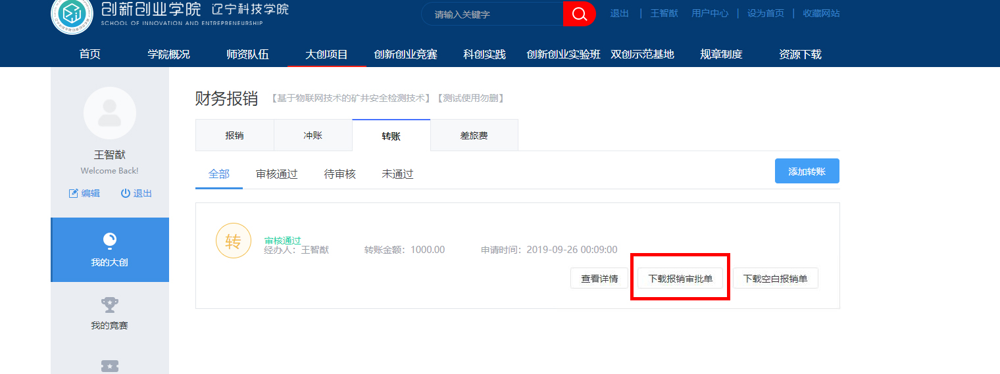 创新创业学院 辽宁科技学院
SCHOOL OF INNOVATION AND ENTREPRENEURSHIP
请输入关键字
退出 | 王智猷 用户中心 | 设为首页 | 收藏网站
首页 学院概况 师资队伍 大创项目 创新创业竞赛 科创实践 创新创业实验班 双创示范基地 规章制度 资源下载
王智猷
Welcome Back!
编辑 退出
我的大创
我的竞赛
财务报销 【基于物联网技术的矿井安全检测技术】【测试使用勿删】
报销 冲账 转账 差旅费
全部 审核通过 待审核 未通过
添加转账
转
审核通过
经办人：王智猷 转账金额：1000.00 申请时间：2019-09-26 00:09:00
查看详情 下载报销审批单 下载空白报销单